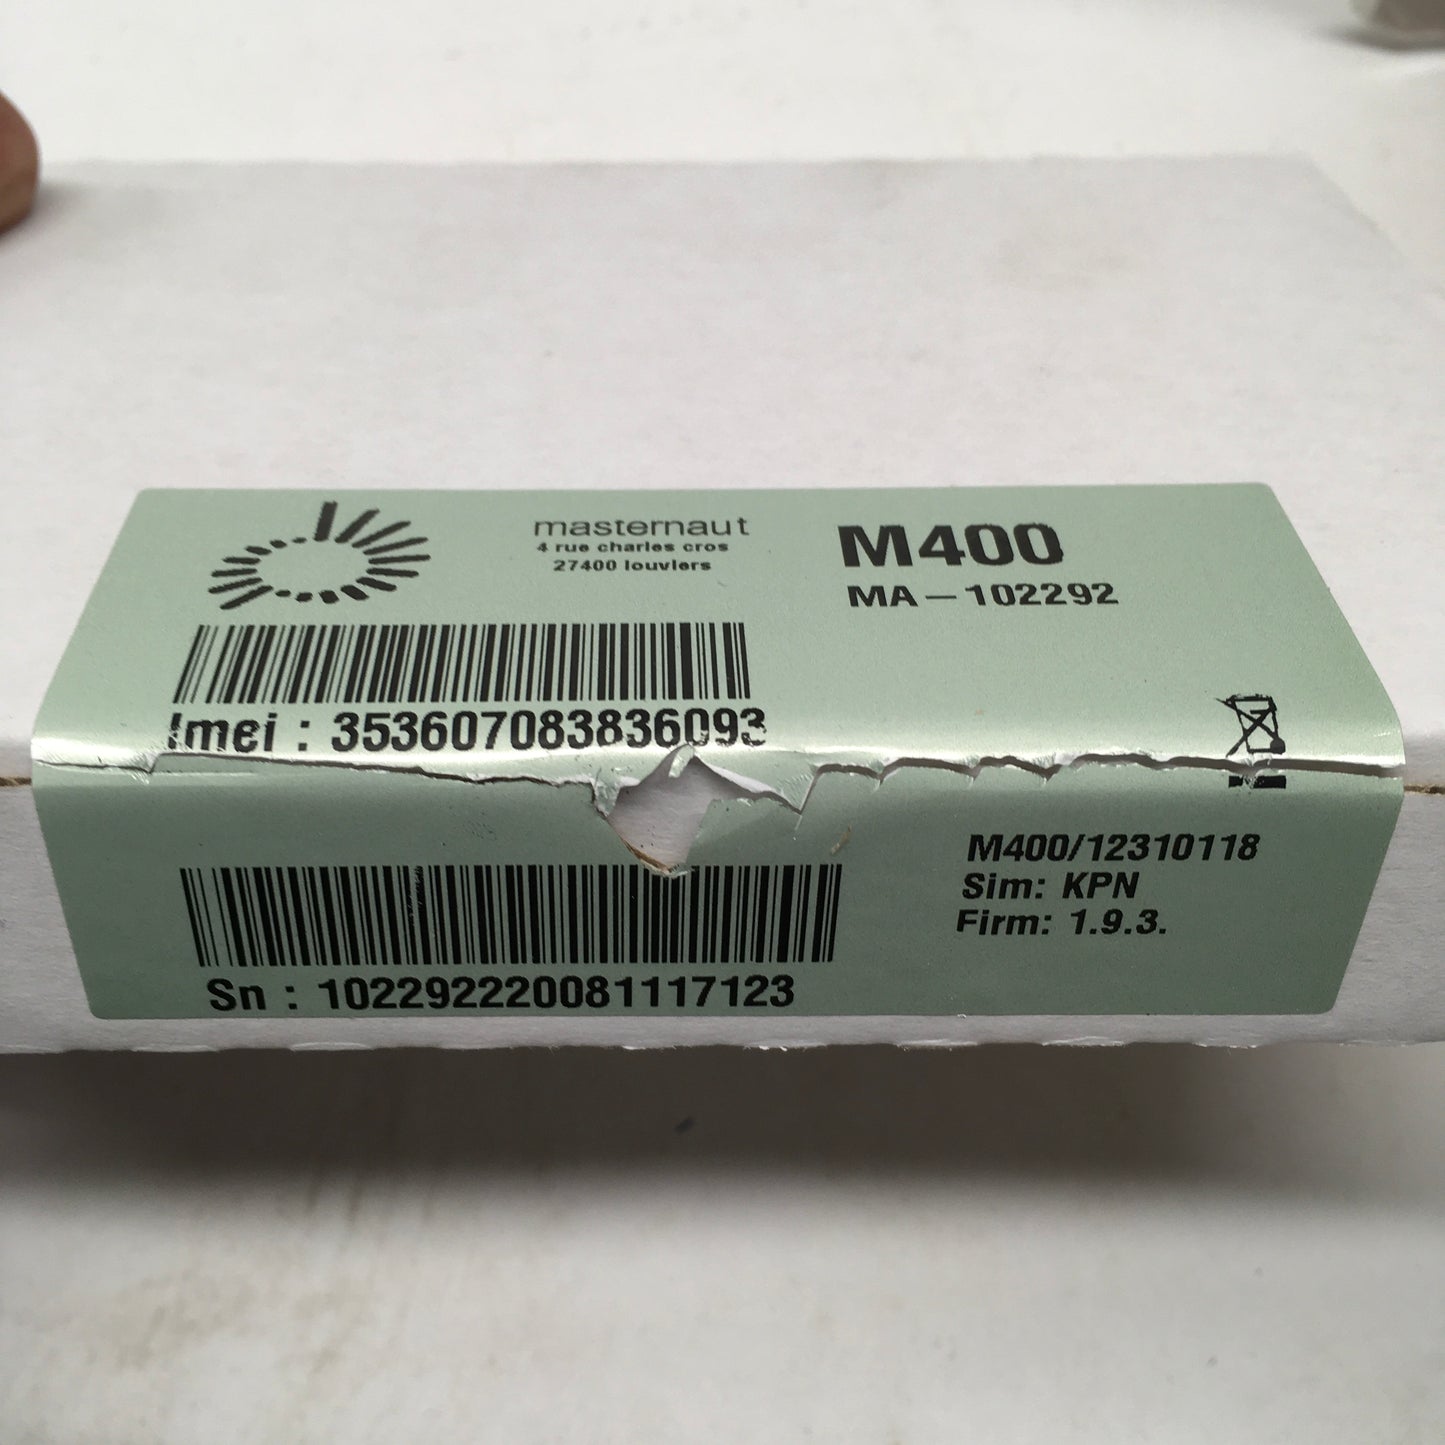 masternaut
4 rue charles cros
27400 louviers
M400
MA-102292
Imei : 353607083836093
M400/12310118
Sim: KPN
Firm: 1.9.3.
Sn : 102292220081117123